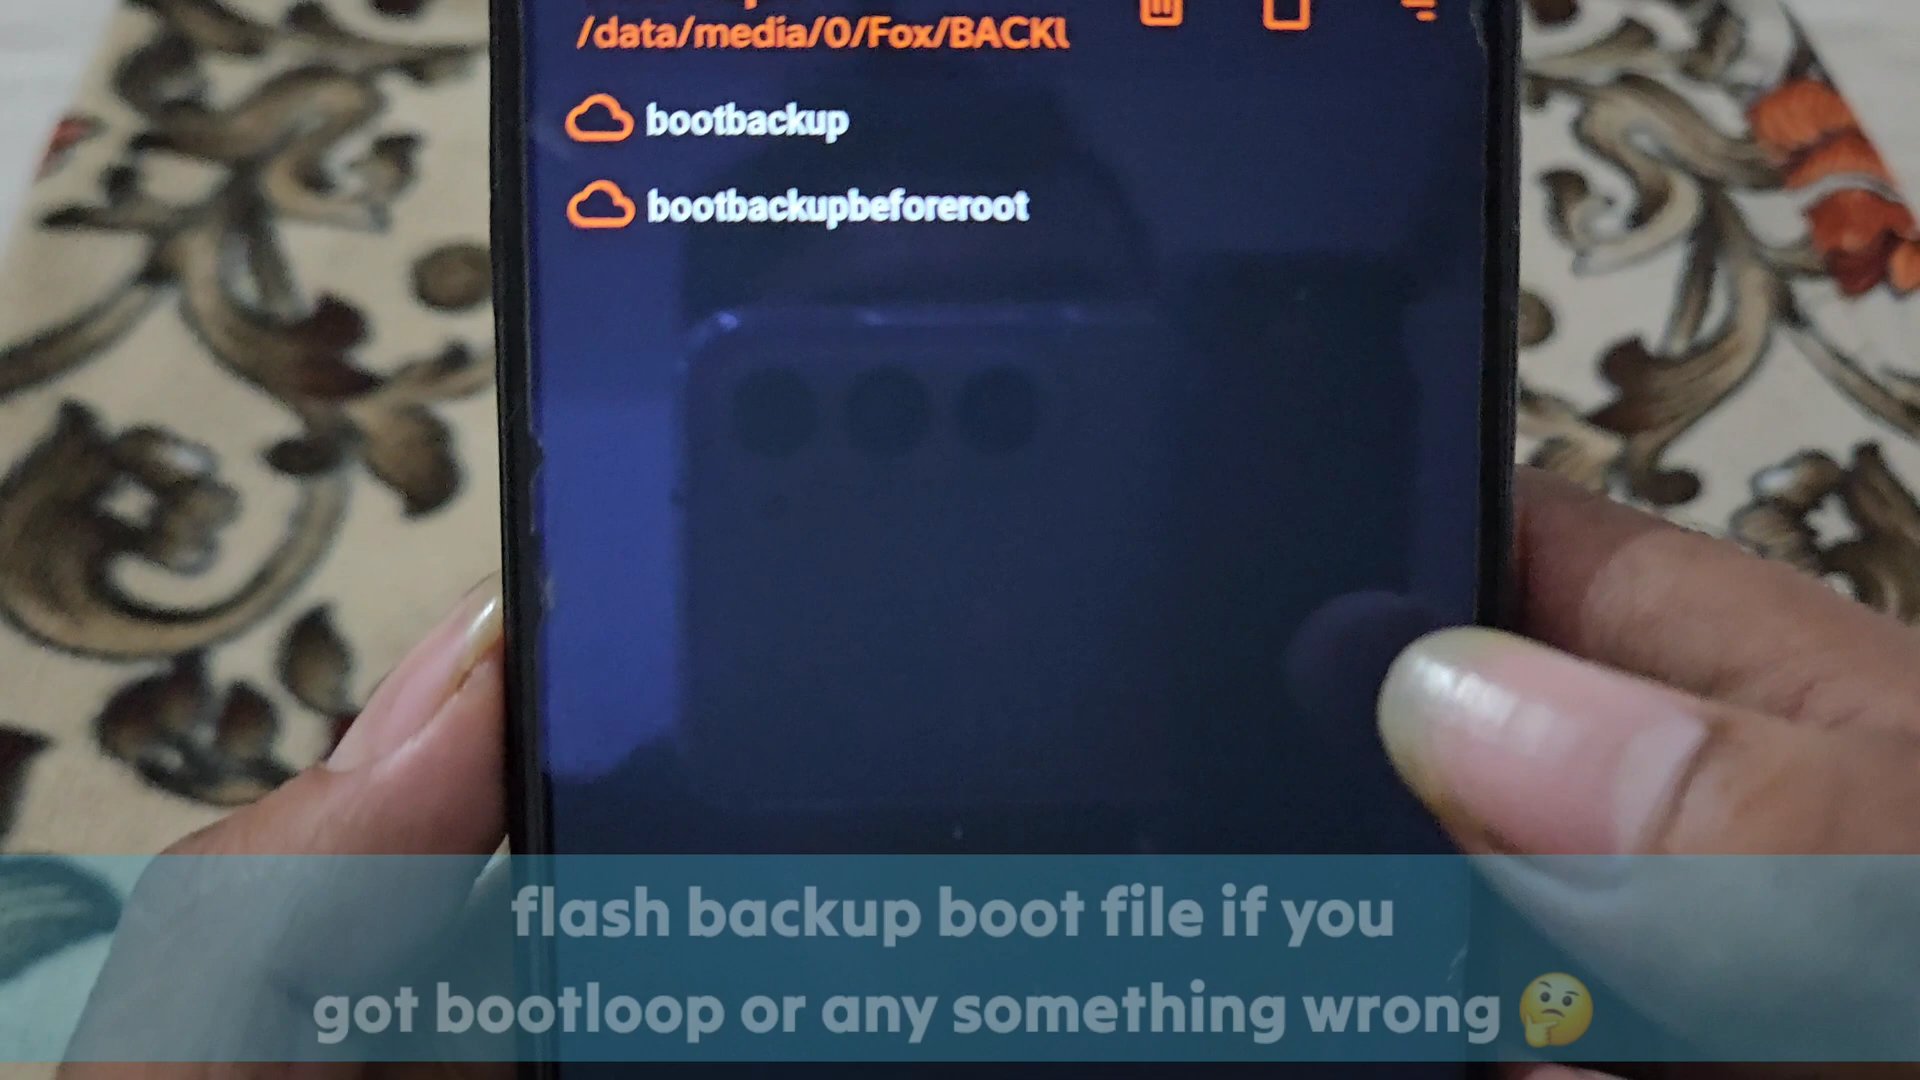 /data/media/0/Fox/BACKU
bootbackup
bootbackupbeforeroot
flash backup boot file if you
got bootloop or any something wrong 🤔